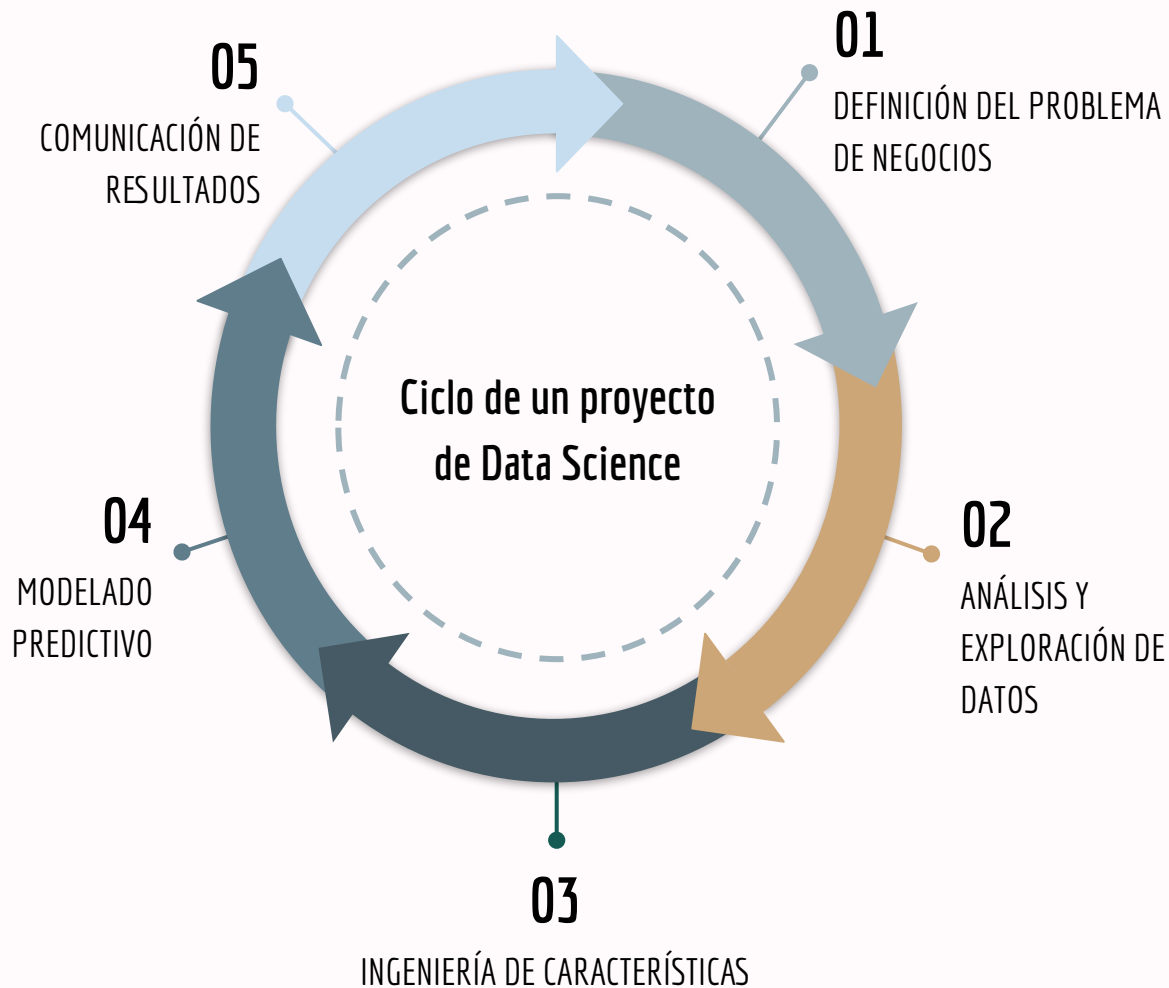 01
DEFINICIÓN DEL PROBLEMA
DE NEGOCIOS
02
ANÁLISIS Y
EXPLORACIÓN DE
DATOS
03
INGENIERÍA DE CARACTERÍSTICAS
04
MODELADO
PREDICTIVO
05
COMUNICACIÓN DE
RESULTADOS
Ciclo de un proyecto
de Data Science